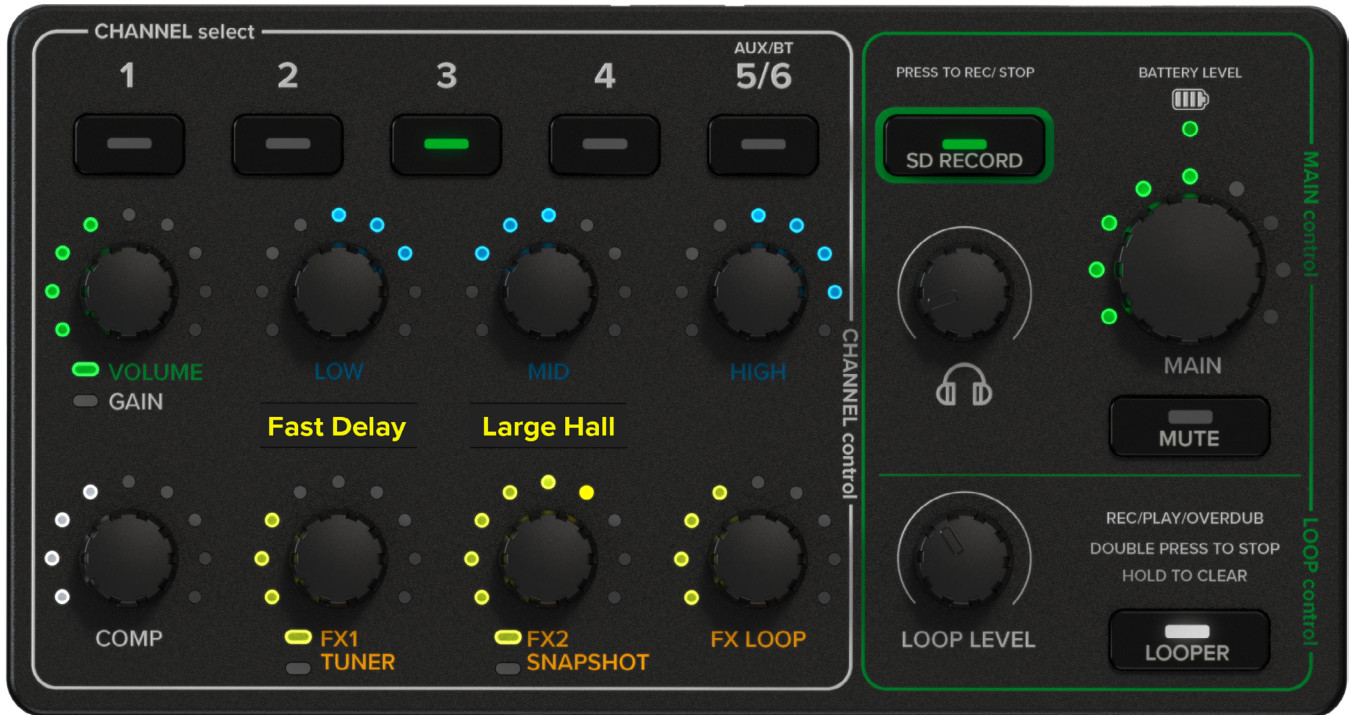 CHANNEL select
1
2
3
4
AUX/BT
5/6
PRESS TO REC/ STOP
SD RECORD
BATTERY LEVEL
MAIN control
VOLUME
GAIN
LOW
MID
HIGH
MAIN
MUTE
CHANNEL control
Fast Delay
Large Hall
COMP
FX1
TUNER
FX2
SNAPSHOT
FX LOOP
LOOP LEVEL
REC/PLAY/OVERDUB
DOUBLE PRESS TO STOP
HOLD TO CLEAR
LOOPER
LOOP control